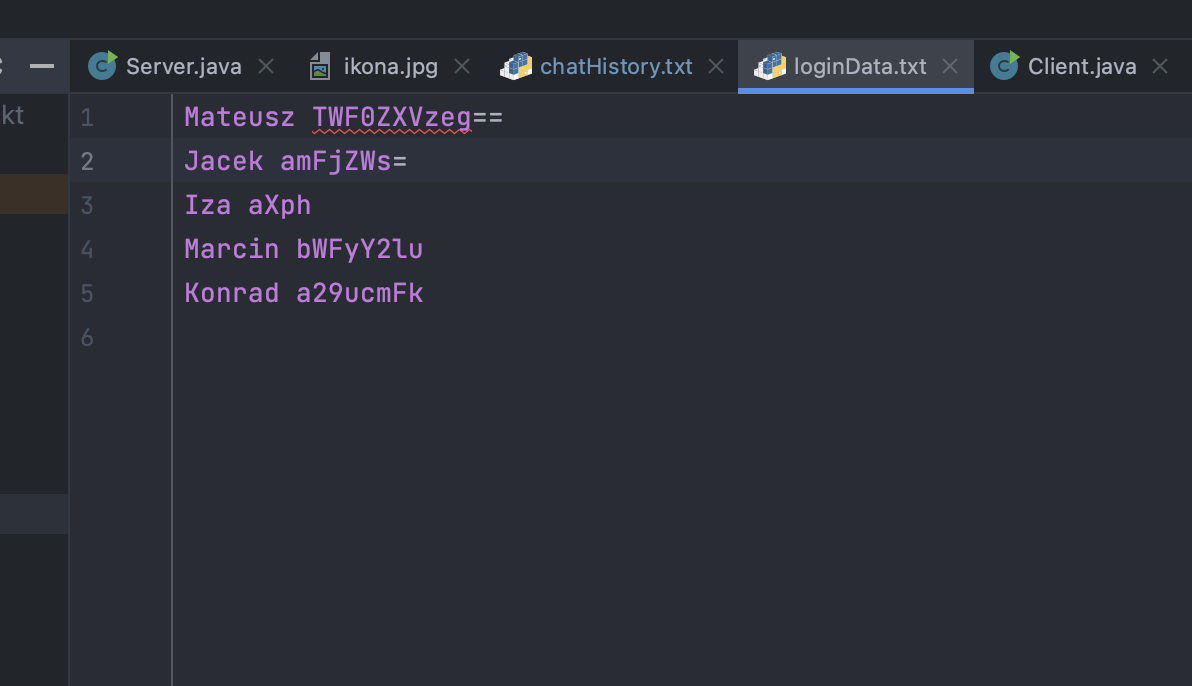 Server.java ikona.jpg chatHistory.txt loginData.txt Client.java
kt
1 Mateusz TWF0ZXVzeg==
2 Jacek amFjZWs=
3 Iza aXph
4 Marcin bWFyY2lu
5 Konrad a29ucmFk
6